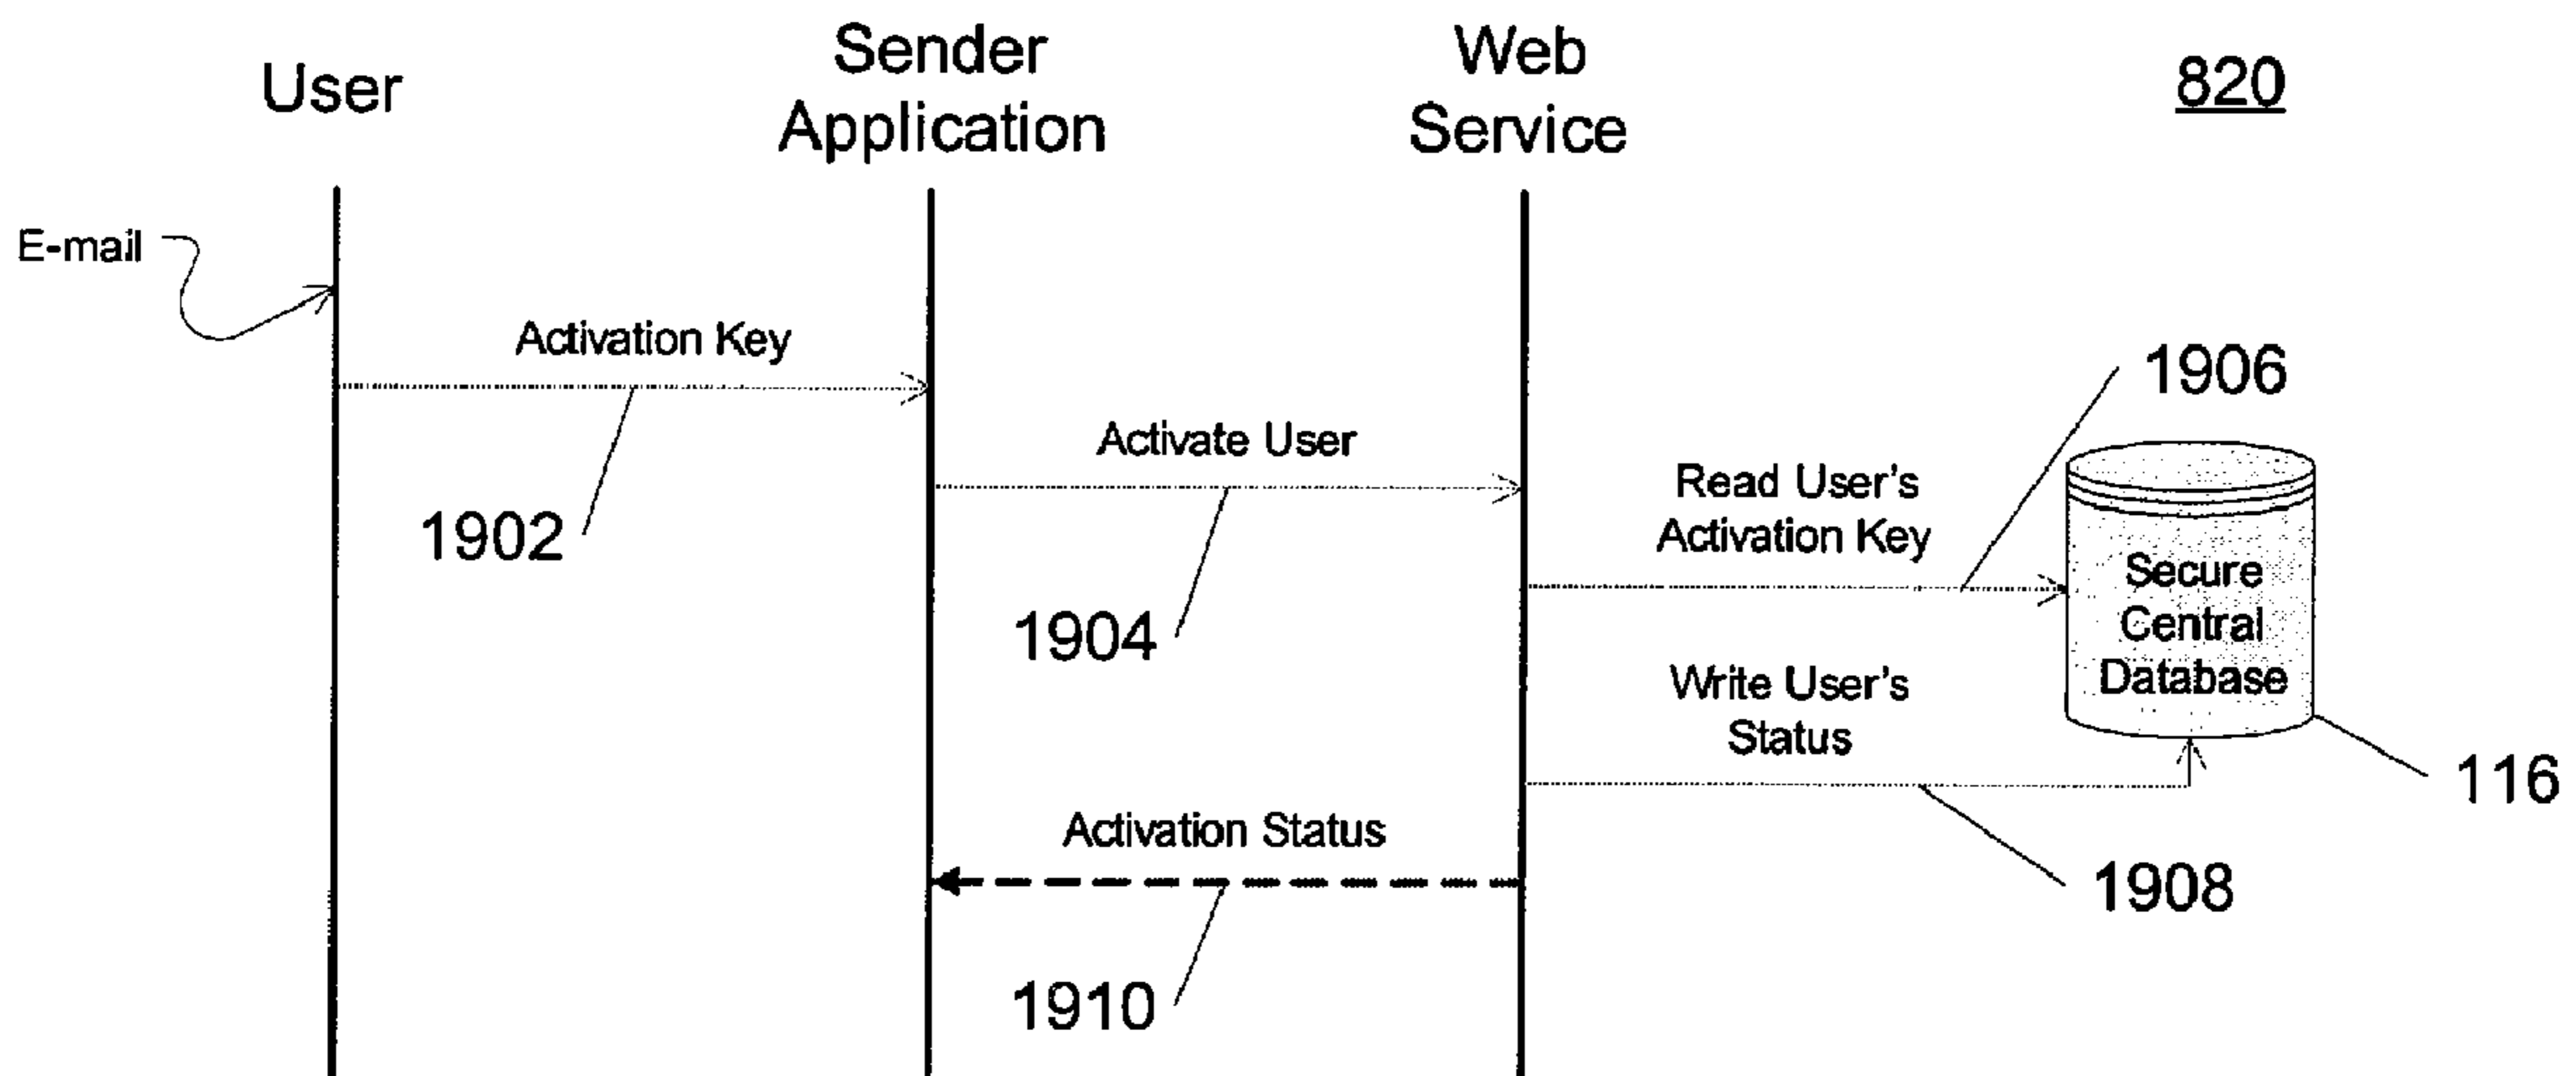 User
Sender
Application
Web
Service
820
E-mail
Activation Key
1902
Activate User
1904
Read User's
Activation Key
1906
Secure
Central
Database
116
Write User's
Status
1908
Activation Status
1910